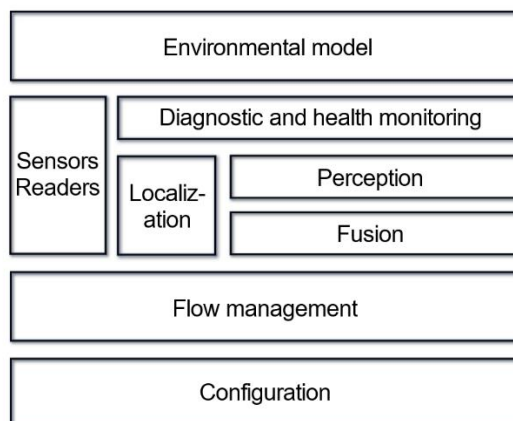 Environmental model
Diagnostic and health monitoring
Sensors
Readers
Localiz-
ation
Perception
Fusion
Flow management
Configuration